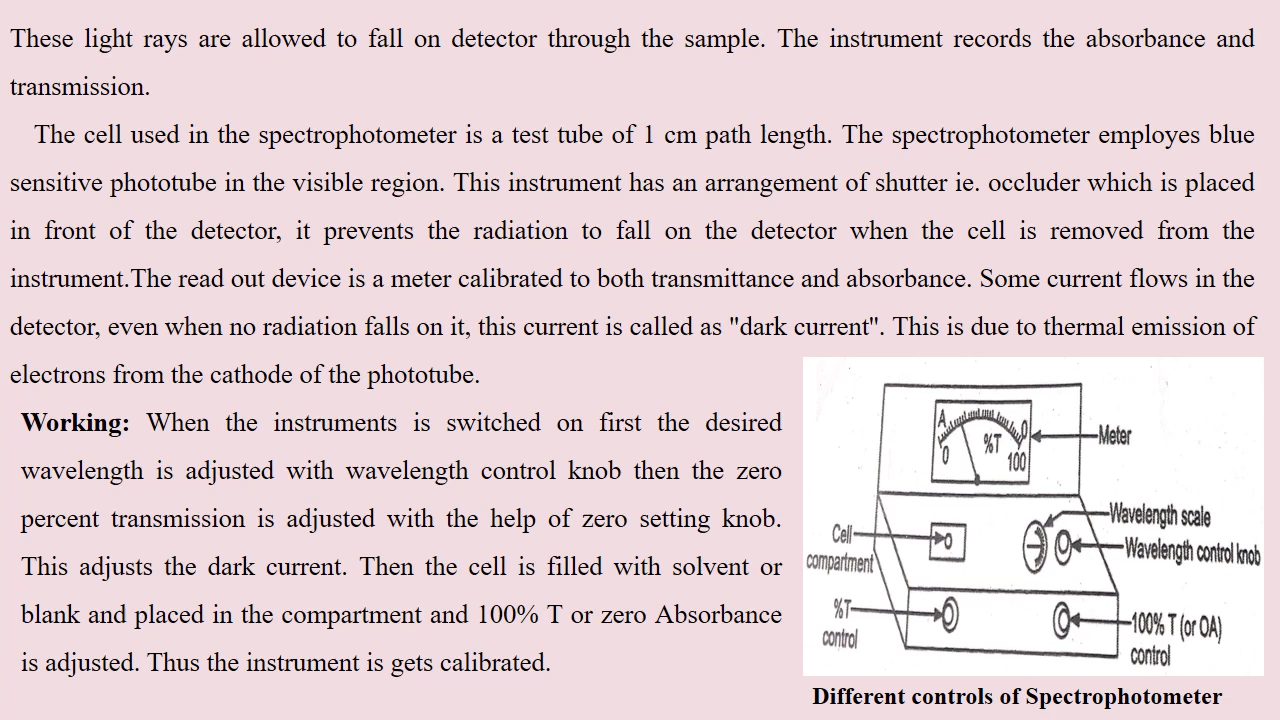 These light rays are allowed to fall on detector through the sample. The instrument records the absorbance and
transmission.
The cell used in the spectrophotometer is a test tube of 1 cm path length. The spectrophotometer employes blue
sensitive phototube in the visible region. This instrument has an arrangement of shutter ie. occluder which is placed
in front of the detector, it prevents the radiation to fall on the detector when the cell is removed from the
instrument.The read out device is a meter calibrated to both transmittance and absorbance. Some current flows in the
detector, even when no radiation falls on it, this current is called as "dark current". This is due to thermal emission of
electrons from the cathode of the phototube.
Working: When the instruments is switched on first the desired
wavelength is adjusted with wavelength control knob then the zero
percent transmission is adjusted with the help of zero setting knob.
This adjusts the dark current. Then the cell is filled with solvent or
blank and placed in the compartment and 100% T or zero Absorbance
is adjusted. Thus the instrument is gets calibrated.
A
0
%T
0
100
Meter
Wavelength scale
Wavelength control knob
Cell
compartment
%T
control
100% T (or OA)
control
Different controls of Spectrophotometer